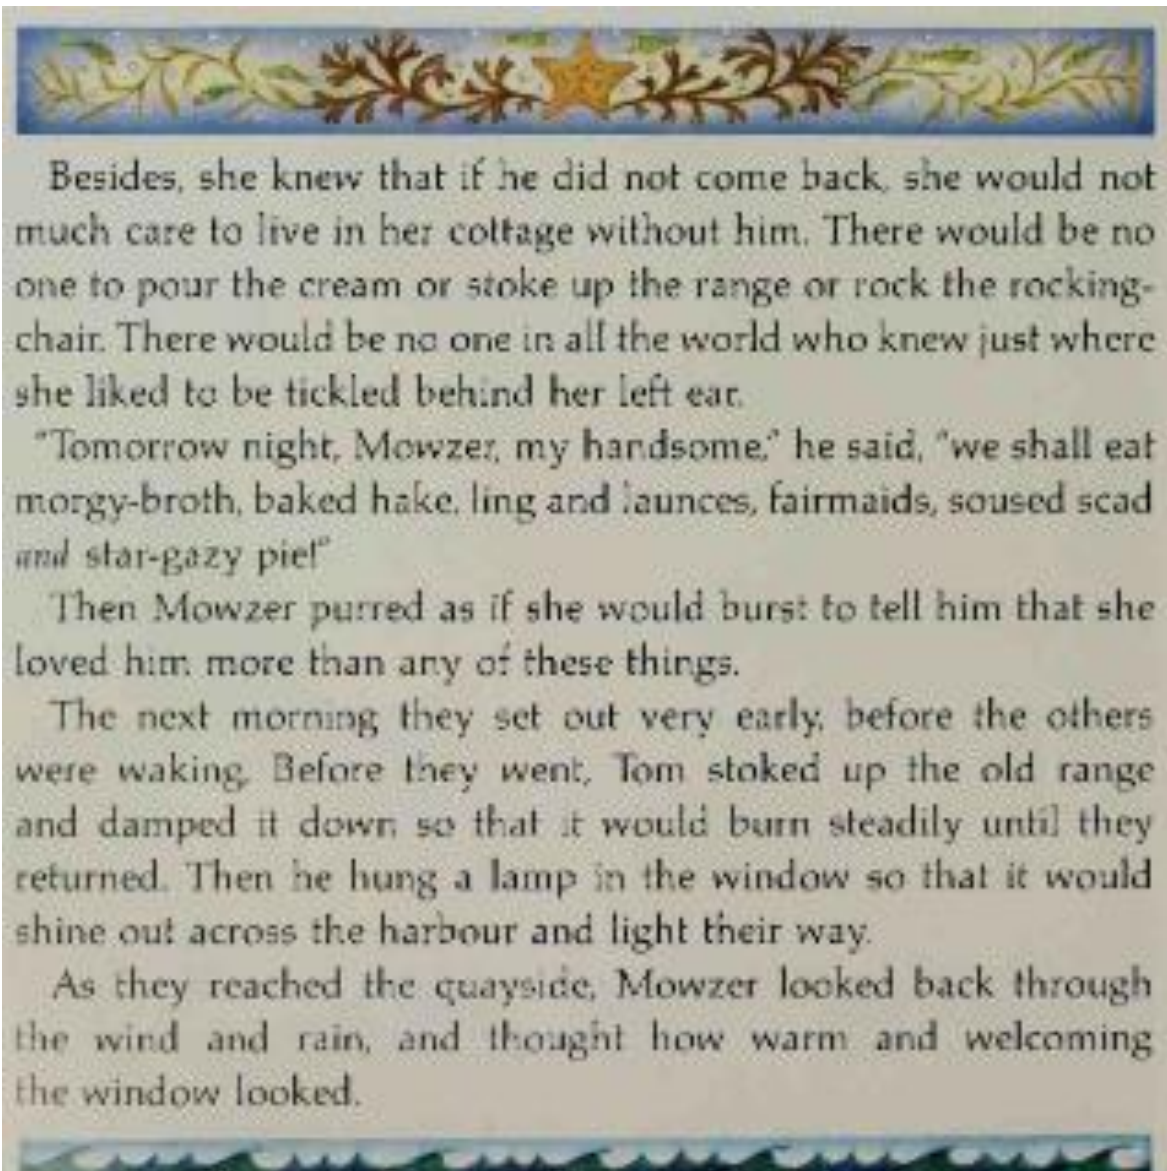 Besides, she knew that if he did not come back, she would not
much care to live in her cottage without him. There would be no
one to pour the cream or stoke up the range or rock the rocking-
chair. There would be no one in all the world who knew just where
she liked to be tickled behind her left ear.
"Tomorrow night, Mowzer, my handsome," he said, "we shall eat
morgy-broth, baked hake, ling and launces, fairmaids, soused scad
and star-gazy pie!"
Then Mowzer purred as if she would burst to tell him that she
loved him more than any of these things.
The next morning they set out very early, before the others
were waking. Before they went, Tom stoked up the old range
and damped it down so that it would burn steadily until they
returned. Then he hung a lamp in the window so that it would
shine out across the harbour and light their way.
As they reached the quayside, Mowzer looked back through
the wind and rain, and thought how warm and welcoming
the window looked.